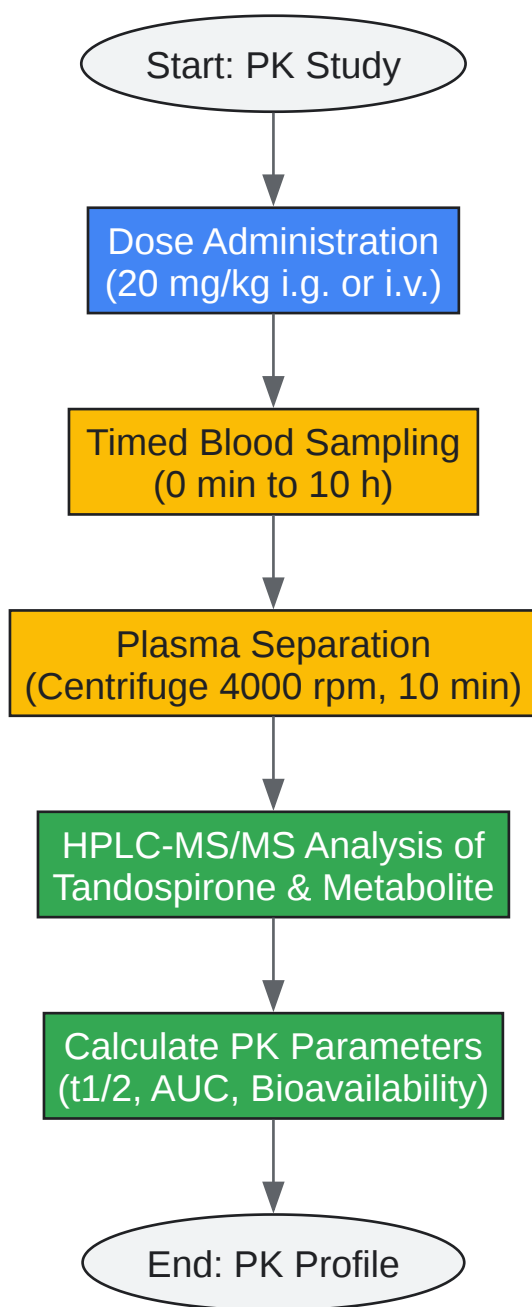 Start: PK Study
Dose Administration
(20 mg/kg i.g. or i.v.)
Timed Blood Sampling
(0 min to 10 h)
Plasma Separation
(Centrifuge 4000 rpm, 10 min)
HPLC-MS/MS Analysis of
Tandospirone & Metabolite
Calculate PK Parameters
(t1/2, AUC, Bioavailability)
End: PK Profile